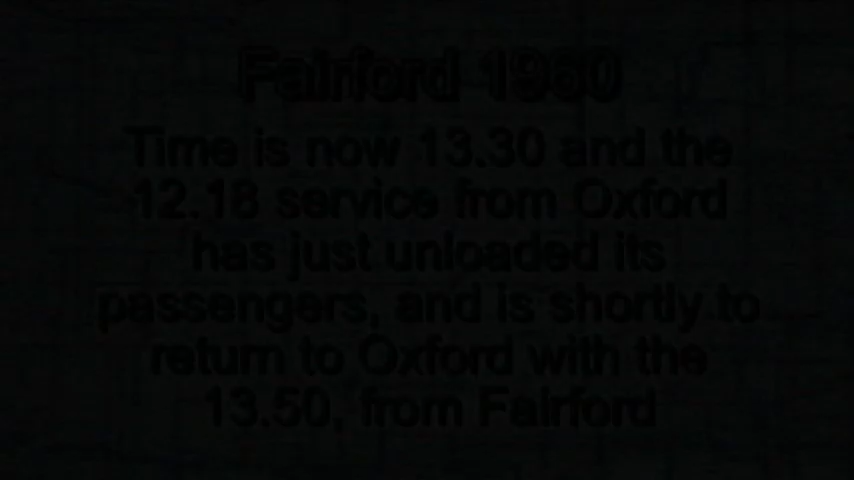 Fairford 1960
Time is now 13.30 and the
12.18 service from Oxford
has just unloaded its
passengers, and is shortly to
return to Oxford with the
13.50, from Fairford